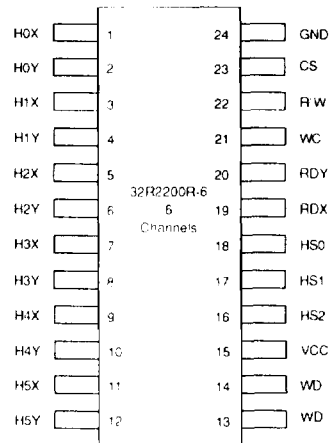 H0X 1 24 GND
H0Y 2 23 CS
H1X 3 22 R/W
H1Y 4 21 WC
H2X 5 20 RDY
32R2200R-6
H2Y 6 6 19 RDX
Channels
H3X 7 18 HS0
H3Y 8 17 HS1
H4X 9 16 HS2
H4Y 10 15 VCC
H5X 11 14 WD
H5Y 12 13 WD